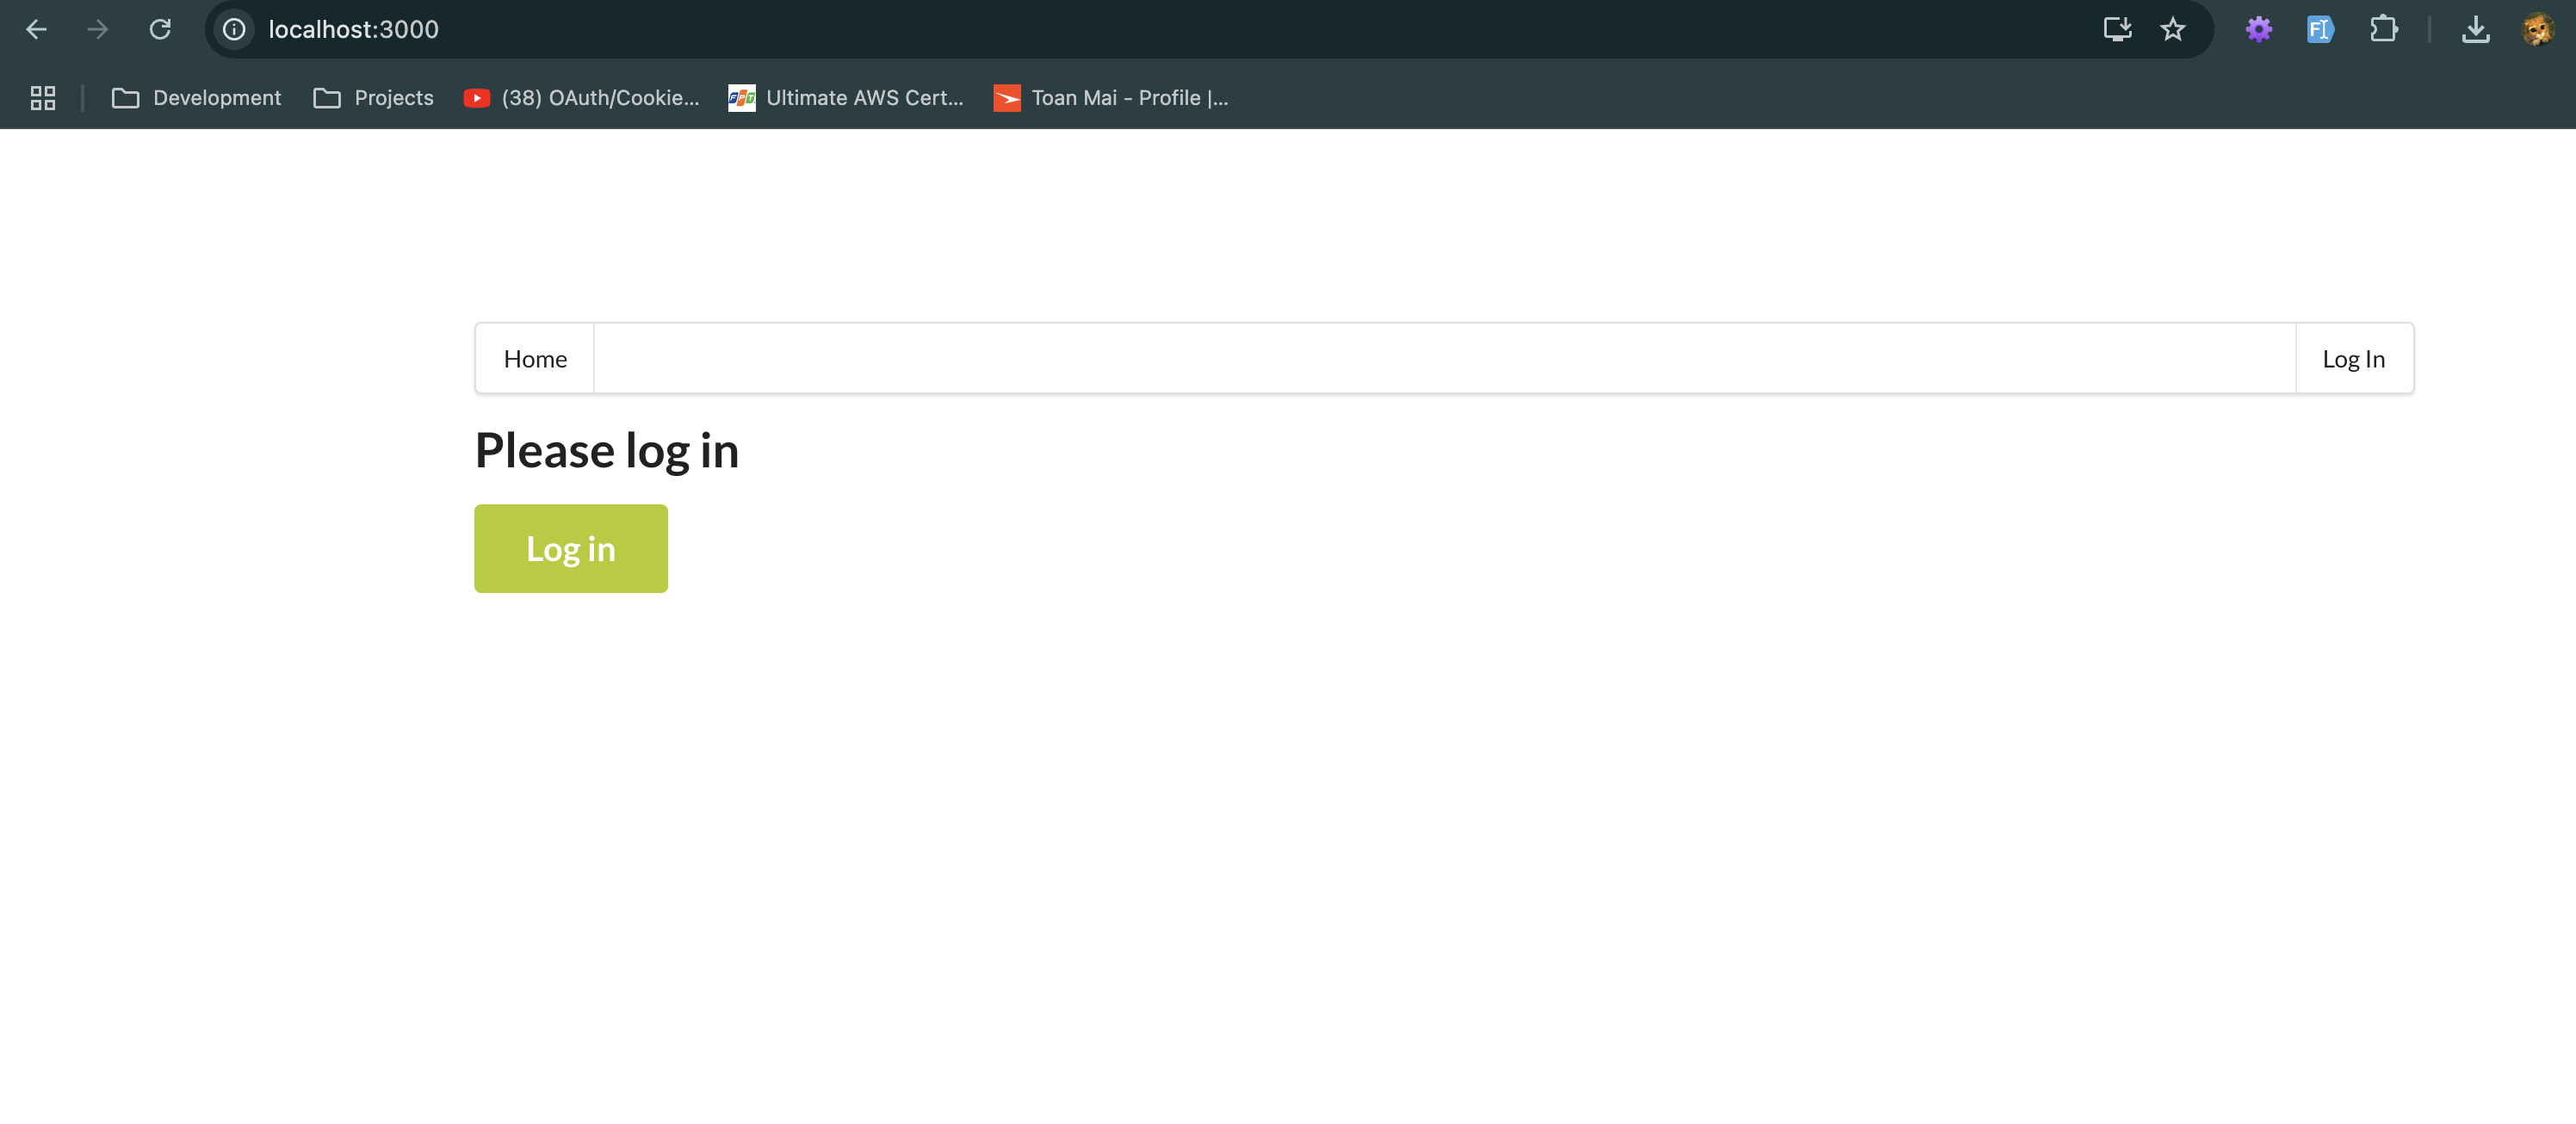 localhost:3000
Development Projects (38) OAuth/Cookie... FPT Ultimate AWS Cert... Toan Mai - Profile |...
Home Log In
Please log in
Log in